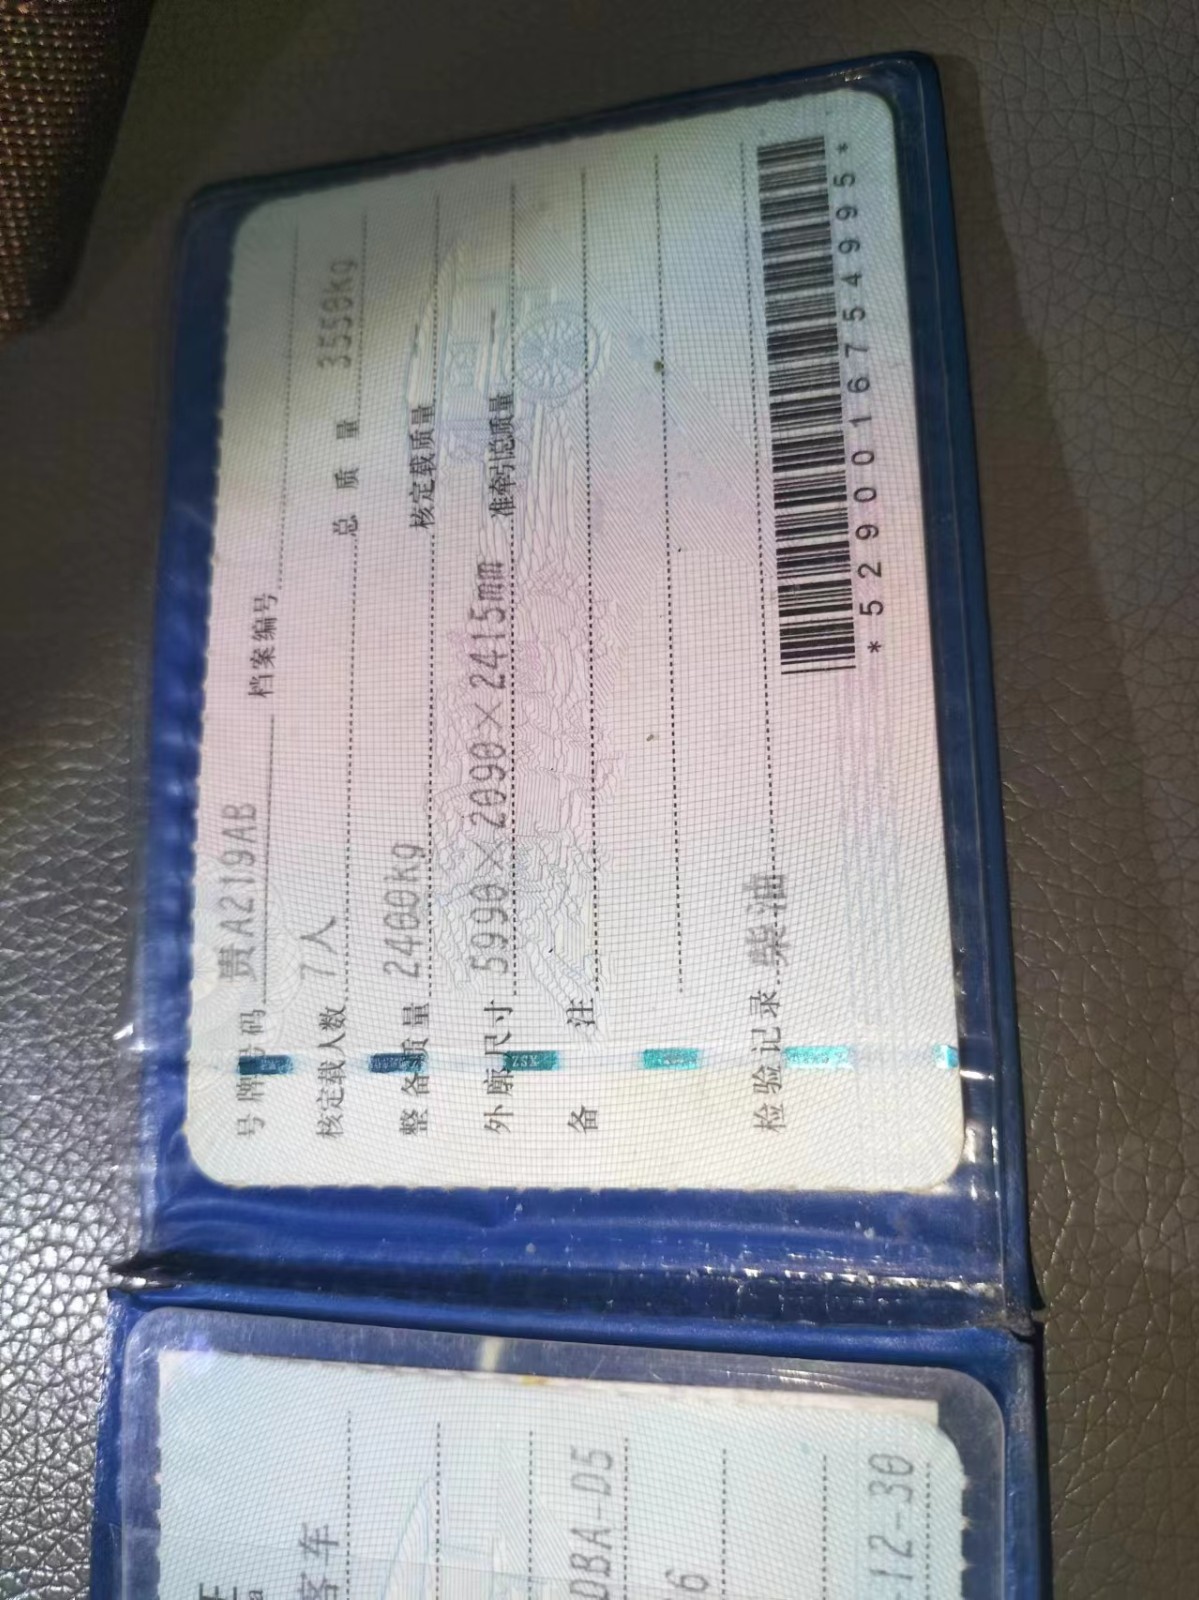 号牌号码 贵A219AB 档案编号
核定载人数 7人 总质量 3550kg
整备质量 2400kg 核定载质量
外廓尺寸 5990×2090×2415mm 准牵引总质量
备注
检验记录 柴油
*5290016754995*
客车
DBA-D5
6
-12-30